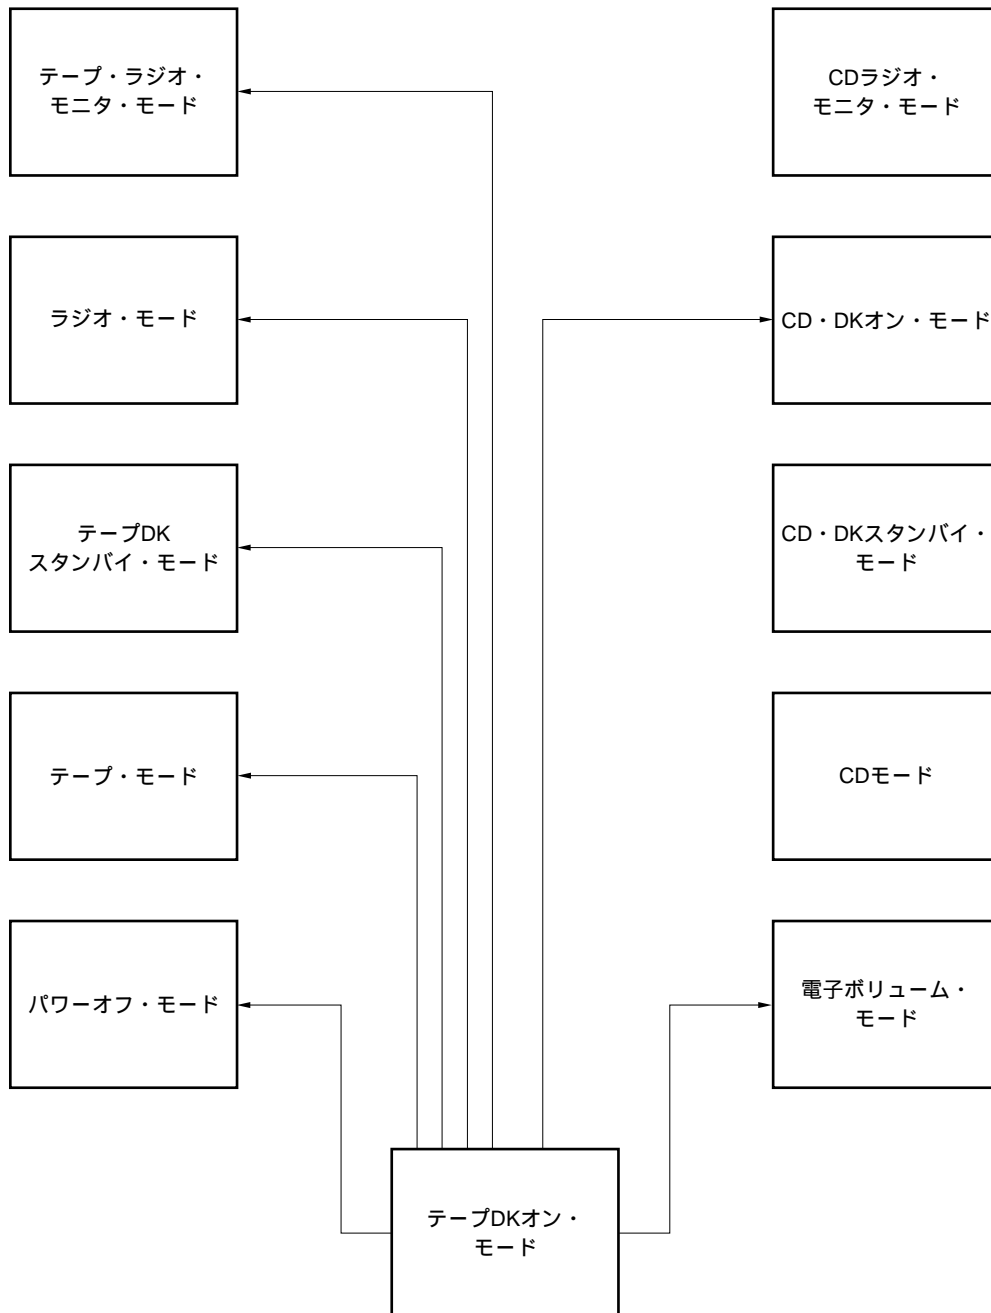 テープ・ラジオ・
モニタ・モード
CDラジオ・
モニタ・モード
ラジオ・モード
CD・DKオン・モード
テープDK
スタンバイ・モード
CD・DKスタンバイ・
モード
テープ・モード
CDモード
パワーオフ・モード
電子ボリューム・
モード
テープDKオン・
モード